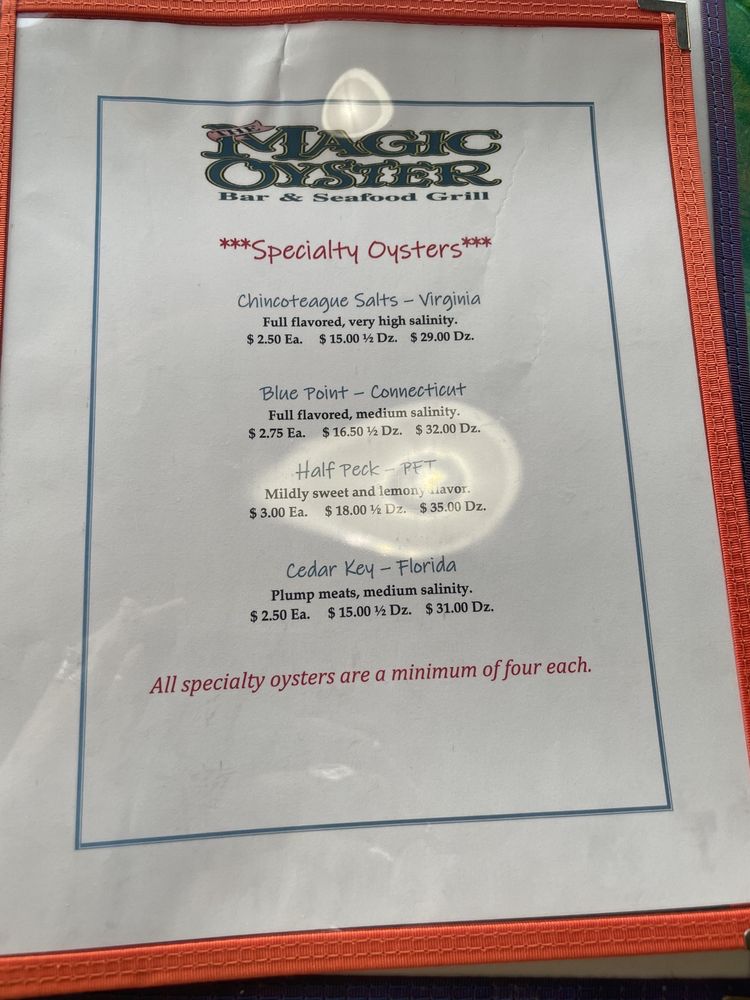 THE
MAGIC
OYSTER
Bar & Seafood Grill
***Specialty Oysters***
Chincoteague Salts – Virginia
Full flavored, very high salinity.
$ 2.50 Ea. $ 15.00 ½ Dz. $ 29.00 Dz.
Blue Point – Connecticut
Full flavored, medium salinity.
$ 2.75 Ea. $ 16.50 ½ Dz. $ 32.00 Dz.
Half Peck – PET
Mildly sweet and lemony flavor.
$ 3.00 Ea. $ 18.00 ½ Dz. $ 35.00 Dz.
Cedar Key – Florida
Plump meats, medium salinity.
$ 2.50 Ea. $ 15.00 ½ Dz. $ 31.00 Dz.
All specialty oysters are a minimum of four each.